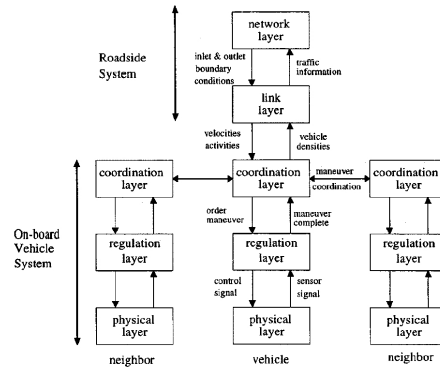 Roadside
System
network
layer
inlet & outlet
boundary
conditions
traffic
information
link
layer
velocities
activities
vehicle
densities
On-board
Vehicle
System
coordination
layer
coordination
layer
maneuver
coordination
coordination
layer
order
maneuver
maneuver
complete
regulation
layer
regulation
layer
regulation
layer
control
signal
sensor
signal
physical layer
physical layer
physical layer
neighbor
vehicle
neighbor